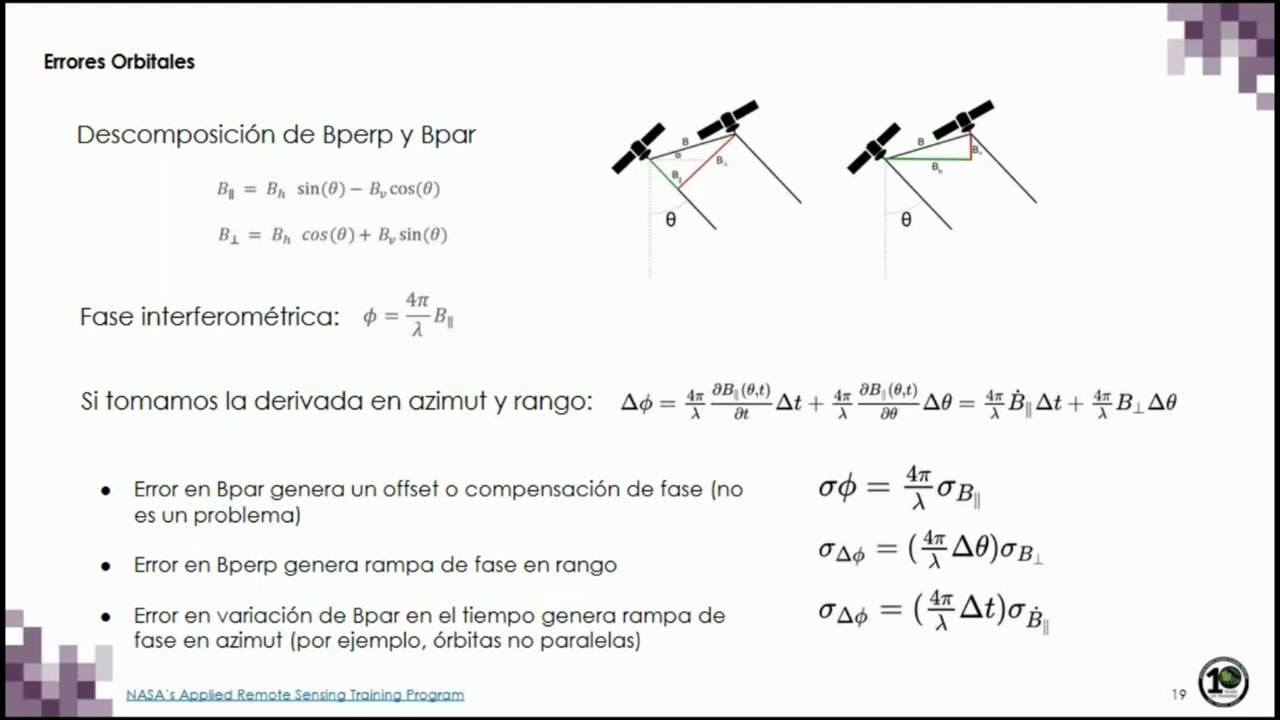 Errores Orbitales
Descomposición de Bperp y Bpar
B∥ = Bₕ sin(θ) − Bᵥ cos(θ)
B⊥ = Bₕ cos(θ) + Bᵥ sin(θ)
B
α
B⊥
B∥
θ
B
Bᵥ
Bₕ
θ
Fase interferométrica: ϕ = 4π/λ B∥
Si tomamos la derivada en azimut y rango: Δϕ = 4π/λ ∂B∥(θ,t)/∂t Δt + 4π/λ ∂B∥(θ,t)/∂θ Δθ = 4π/λ Ḃ∥Δt + 4π/λ B⊥Δθ
● Error en Bpar genera un offset o compensación de fase (no
es un problema)
● Error en Bperp genera rampa de fase en rango
● Error en variación de Bpar en el tiempo genera rampa de
fase en azimut (por ejemplo, órbitas no paralelas)
σϕ = 4π/λ σB∥
σΔϕ = (4π/λ Δθ)σB⊥
σΔϕ = (4π/λ Δt)σḂ∥
NASA's Applied Remote Sensing Training Program
19
10